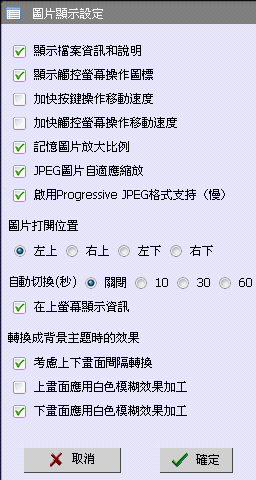 圖片顯示設定
顯示檔案資訊和說明
顯示觸控螢幕操作圖標
加快按鍵操作移動速度
加快觸控螢幕操作移動速度
記憶圖片放大比例
JPEG圖片自適應縮放
啟用Progressive JPEG格式支持（慢）
圖片打開位置
左上 右上 左下 右下
自動切換(秒) 關閉 10 30 60
在上螢幕顯示資訊
轉換成背景主題時的效果
考慮上下畫面間隔轉換
上畫面應用白色模糊效果加工
下畫面應用白色模糊效果加工
取消 確定